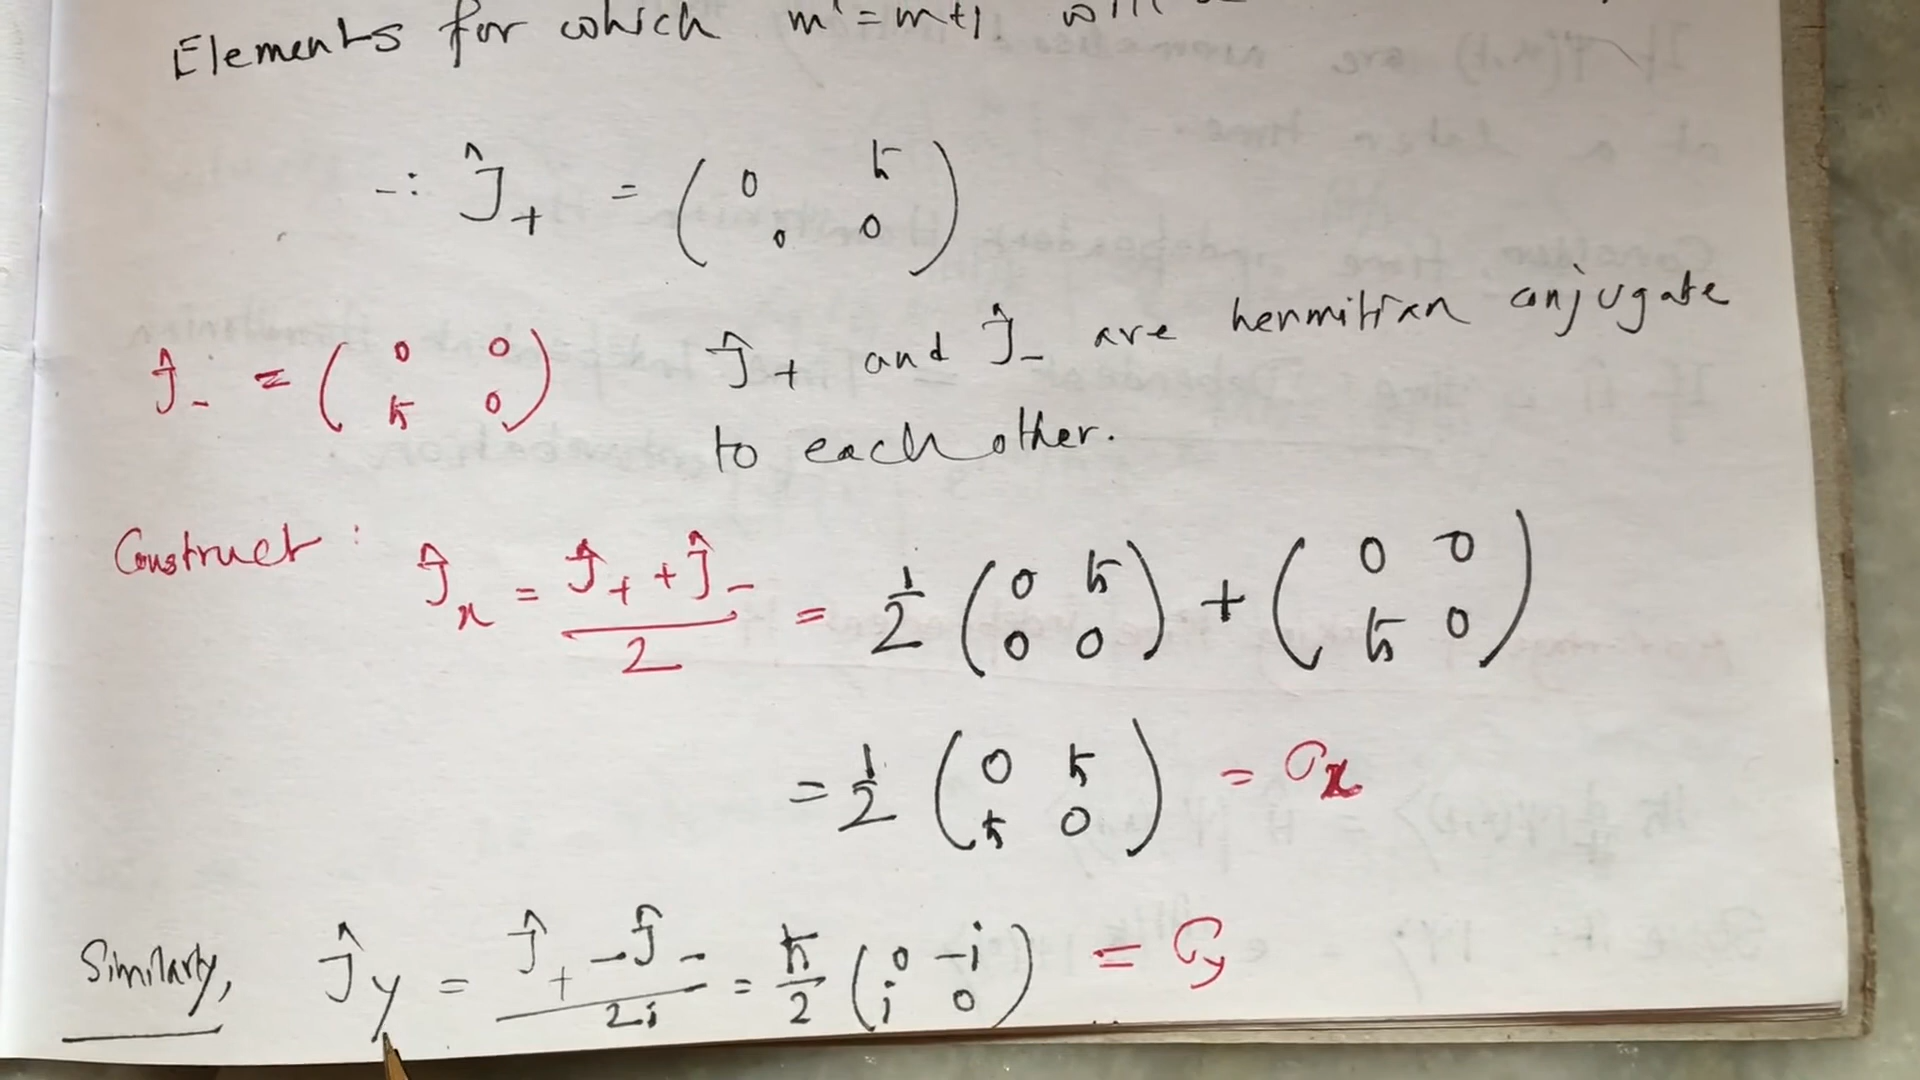 Elements for which m' = m+1.
∴ Ĵ₊ = ( 0 ħ ; 0 0 )
Ĵ₋ = ( 0 0 ; ħ 0 )
Ĵ₊ and Ĵ₋ are hermitian conjugate
to each other.
Construct : Ĵx = (Ĵ₊ + Ĵ₋)/2 = 1/2 ( 0 ħ ; 0 0 ) + ( 0 0 ; ħ 0 )
= 1/2 ( 0 ħ ; ħ 0 ) = σx
Similarly, Ĵy = (Ĵ₊ - Ĵ₋)/2i = ħ/2 ( 0 -i ; i 0 ) = σy